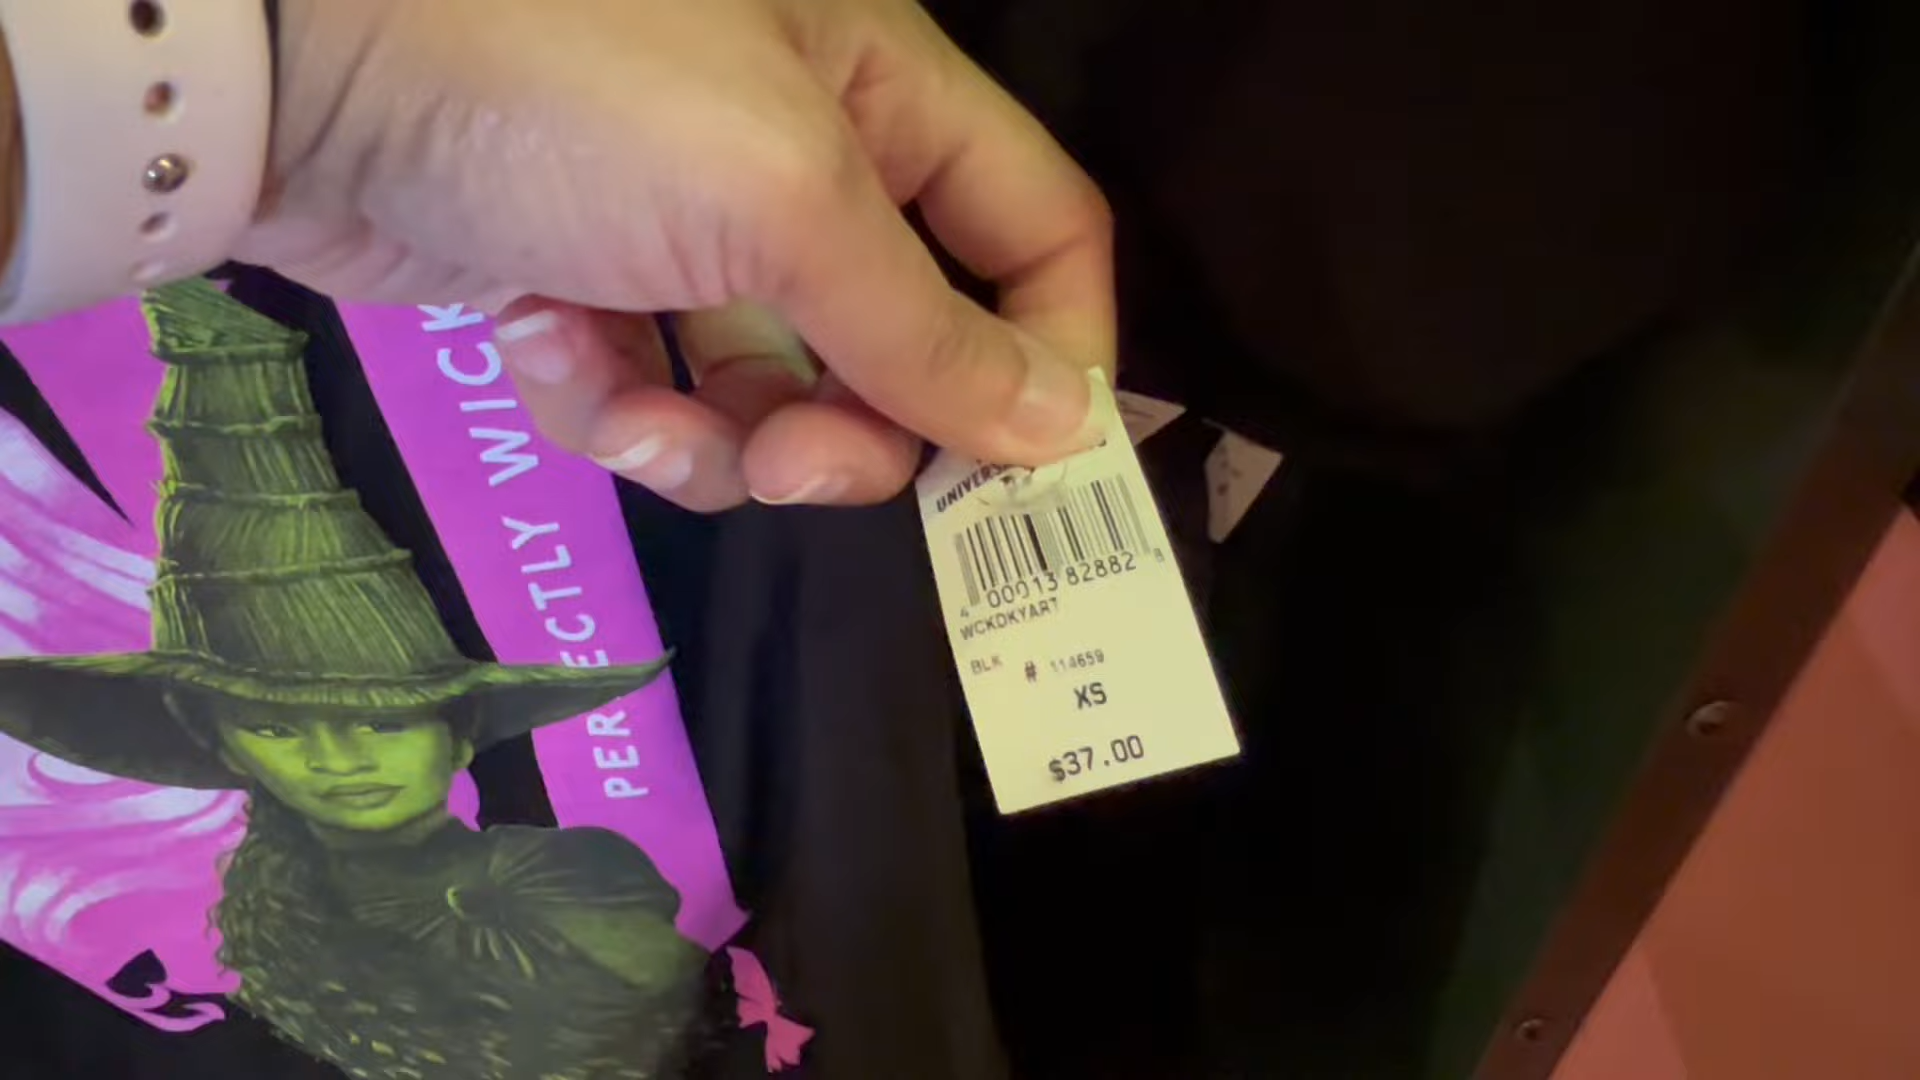 PERFECTLY WICK
UNIVERS
4 00013 82882 8
WCKDKYART
BLK # 114659
XS
$37.00